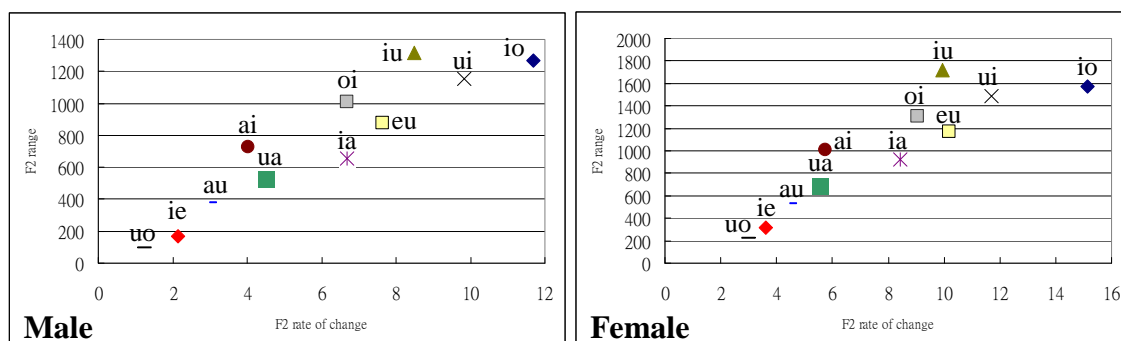 1400
1200
1000
800
600
400
200
0
F2 range
iu
io
ui
oi
eu
ai
ia
ua
au
ie
uo
0 2 4 6 8 10 12
F2 rate of change
Male
2000
1800
1600
1400
1200
1000
800
600
400
200
0
F2 range
iu
io
ui
oi
eu
ai
ia
ua
au
ie
uo
0 2 4 6 8 10 12 14 16
F2 rate of change
Female